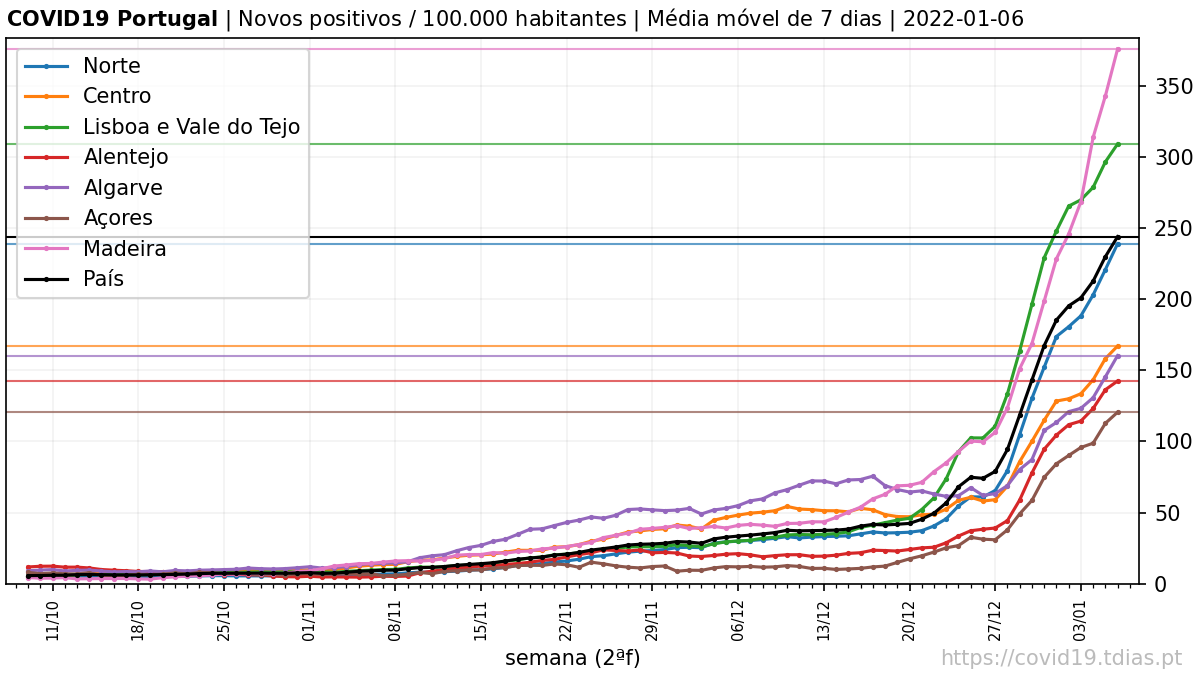 COVID19 Portugal | Novos positivos / 100.000 habitantes | Média móvel de 7 dias | 2022-01-06
Norte
Centro
Lisboa e Vale do Tejo
Alentejo
Algarve
Açores
Madeira
País
350
300
250
200
150
100
50
0
11/10 18/10 25/10 01/11 08/11 15/11 22/11 29/11 06/12 13/12 20/12 27/12 03/01
semana (2ªf)
https://covid19.tdias.pt